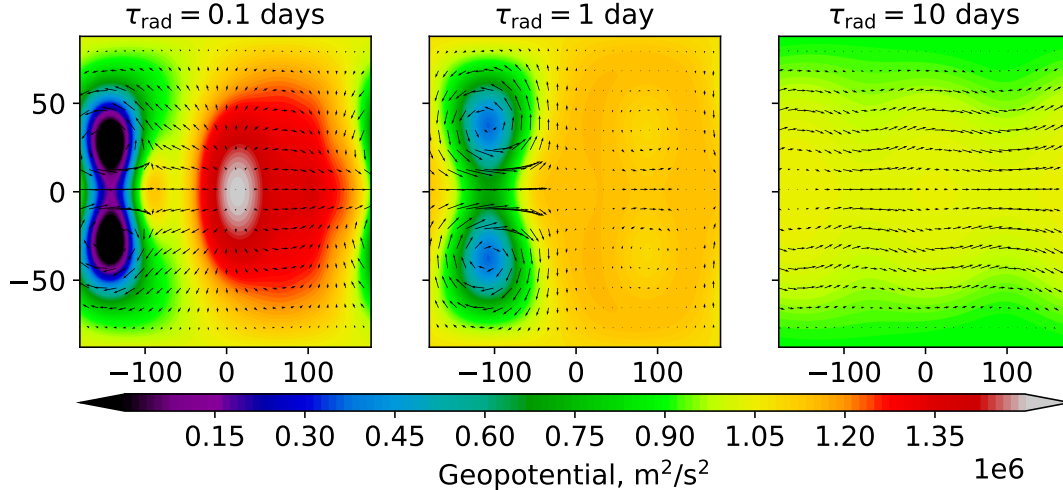 τrad = 0.1 days
τrad = 1 day
τrad = 10 days
50
0
−50
−100 0 100
−100 0 100
−100 0 100
0.15 0.30 0.45 0.60 0.75 0.90 1.05 1.20 1.35
1e6
Geopotential, m²/s²